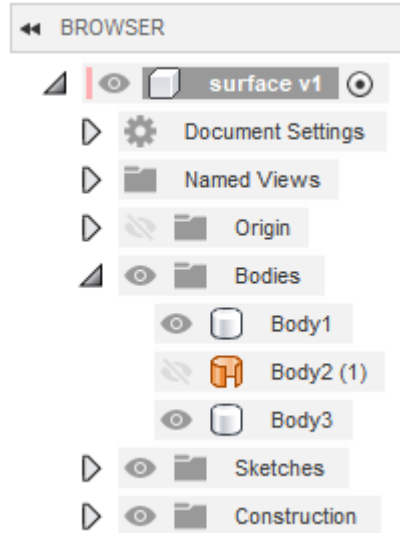 BROWSER
surface v1
Document Settings
Named Views
Origin
Bodies
Body1
Body2 (1)
Body3
Sketches
Construction